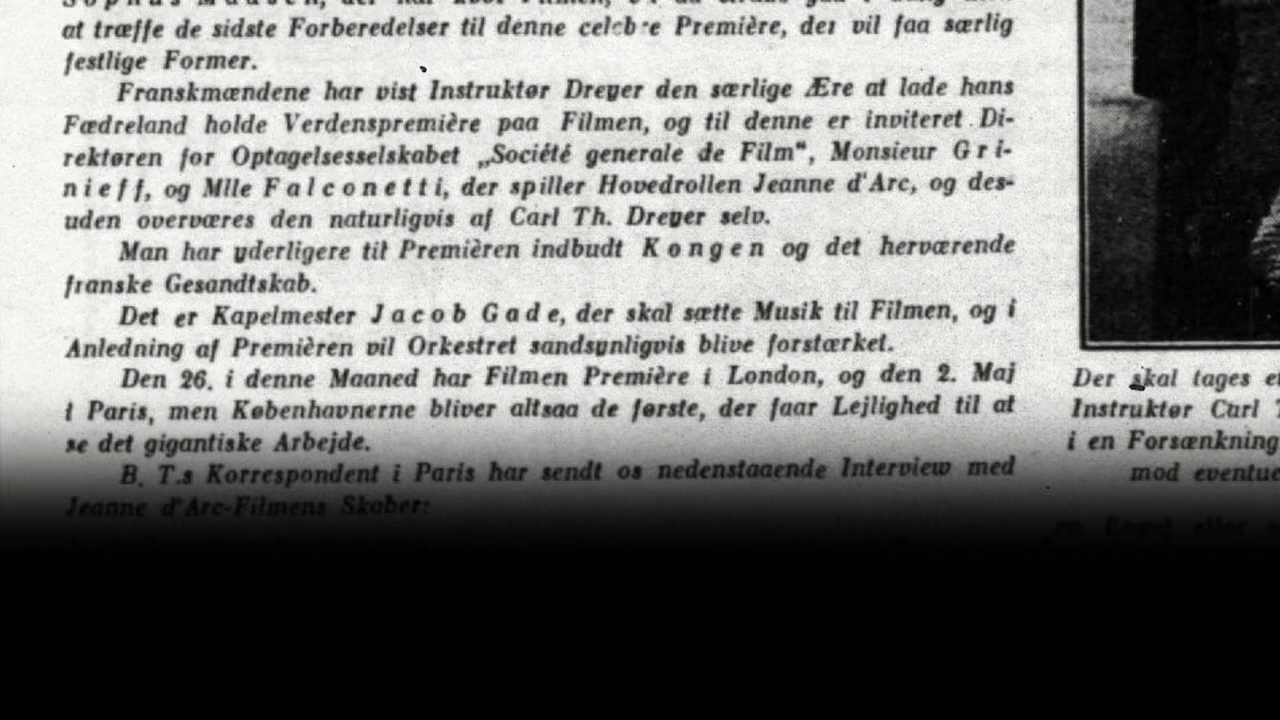 at træffe de sidste Forberedelser til denne celebre Première, der vil faa særlig
festlige Former.
Franskmændene har vist Instruktør Dreyer den særlige Ære at lade hans
Fædreland holde Verdenspremière paa Filmen, og til denne er inviteret Di-
rektøren for Optagelsesselskabet „Société generale de Film“, Monsieur Gri-
nieff, og Mlle Falconetti, der spiller Hovedrollen Jeanne d'Arc, og des-
uden overværes den naturligvis af Carl Th. Dreyer selv.
Man har yderligere til Premièren indbudt Kongen og det herværende
franske Gesandtskab.
Det er Kapelmester Jacob Gade, der skal sætte Musik til Filmen, og i
Anledning af Premièren vil Orkestret sandsynligvis blive forstærket.
Den 26. i denne Maaned har Filmen Première i London, og den 2. Maj
i Paris, men Københavnerne bliver altsaa de første, der faar Lejlighed til at
se det gigantiske Arbejde.
B. T.s Korrespondent i Paris har sendt os nedenstaaende Interview med
Jeanne d'Arc-Filmens Skaber:
Der skal tages e
Instruktør Carl
i en Forsænkning
mod eventue